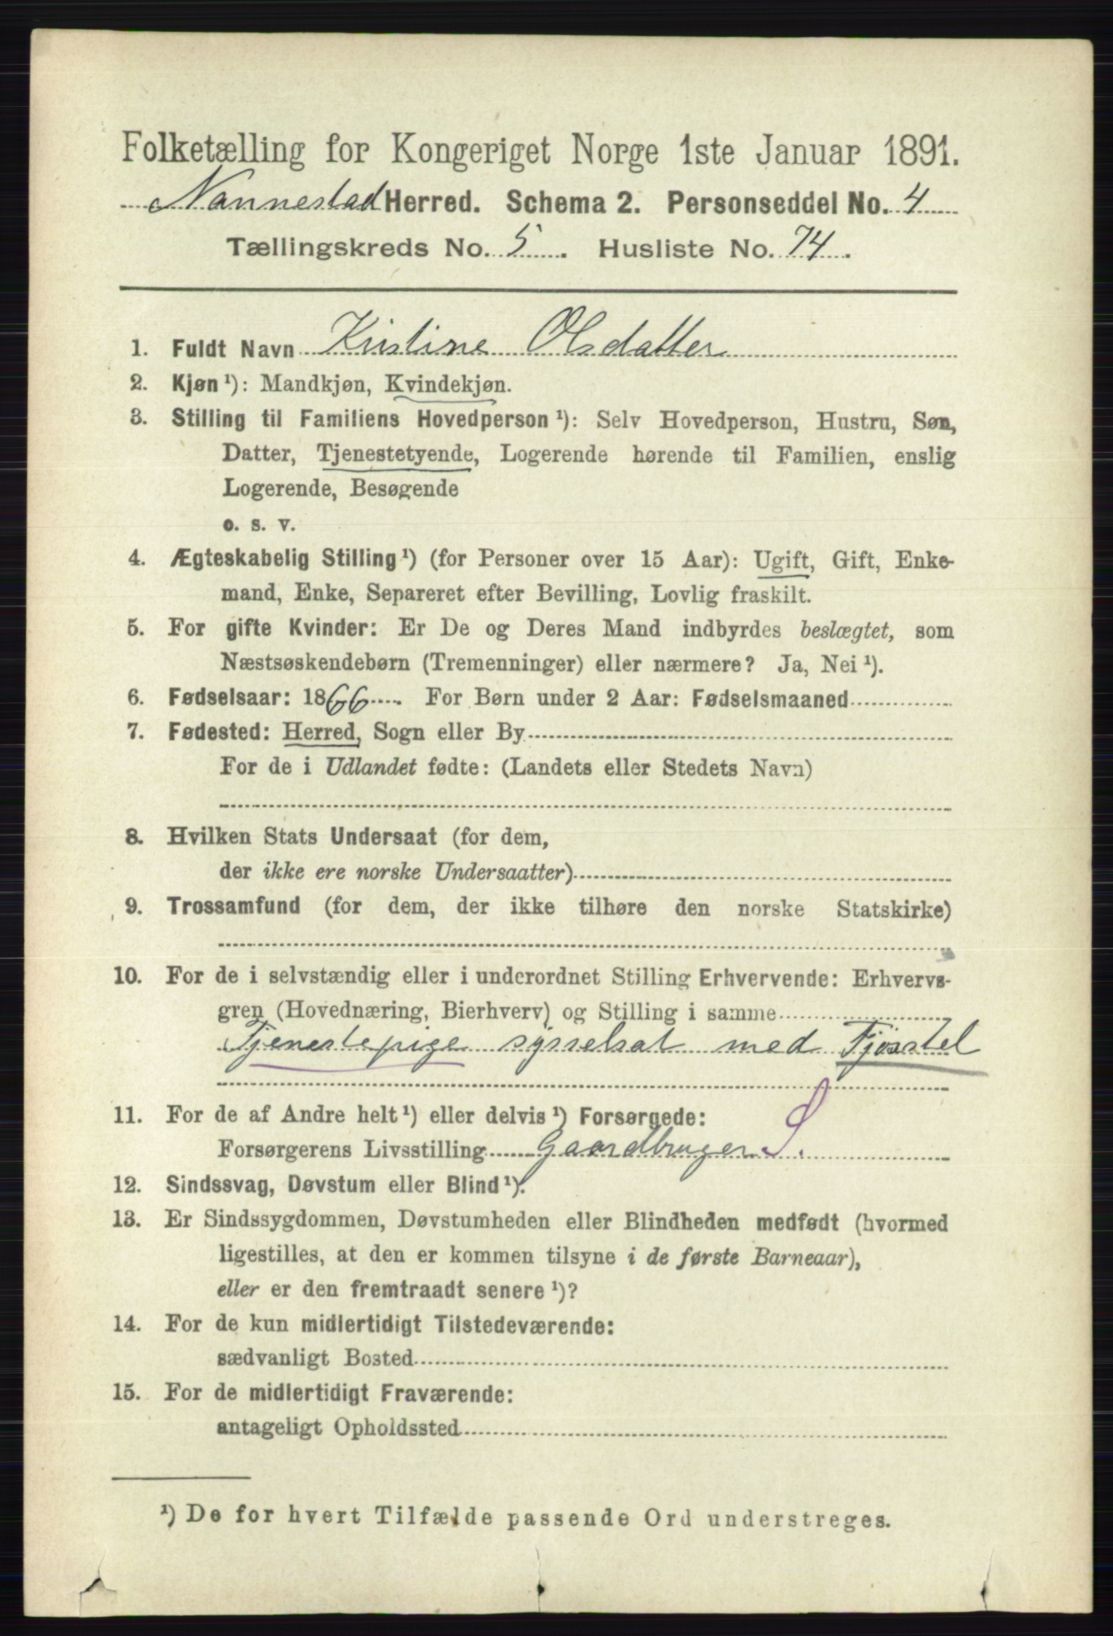 Folketælling for Kongeriget Norge 1ste Januar 1891.
Nannestad Herred. Schema 2. Personseddel No. 4
Tællingskreds No. 5. Husliste No. 74.
1. Fuldt Navn Kristine Olsdatter
2. Kjøn ¹): Mandkjøn, Kvindekjøn.
3. Stilling til Familiens Hovedperson ¹): Selv Hovedperson, Hustru, Søn,
Datter, Tjenestetyende, Logerende hørende til Familien, enslig
Logerende, Besøgende
o. s. v.
4. Ægteskabelig Stilling ¹) (for Personer over 15 Aar): Ugift, Gift, Enke-
mand, Enke, Separeret efter Bevilling, Lovlig fraskilt.
5. For gifte Kvinder: Er De og Deres Mand indbyrdes beslægtet, som
Næstsøskendebørn (Tremenninger) eller nærmere? Ja, Nei ¹).
6. Fødselsaar: 1866. For Børn under 2 Aar: Fødselsmaaned
7. Fødested: Herred, Sogn eller By
For de i Udlandet fødte: (Landets eller Stedets Navn)
8. Hvilken Stats Undersaat (for dem,
der ikke ere norske Undersaatter)
9. Trossamfund (for dem, der ikke tilhøre den norske Statskirke)
10. For de i selvstændig eller i underordnet Stilling Erhvervende: Erhvervs-
gren (Hovednæring, Bierhverv) og Stilling i samme
Tjenestepige sysselsat med Fjøsstel
11. For de af Andre helt ¹) eller delvis ¹) Forsørgede:
Forsørgerens Livsstilling Gaardbruger S.
12. Sindssvag, Døvstum eller Blind ¹).
13. Er Sindssygdommen, Døvstumheden eller Blindheden medfødt (hvormed
ligestilles, at den er kommen tilsyne i de første Barneaar),
eller er den fremtraadt senere ¹)?
14. For de kun midlertidigt Tilstedeværende:
sædvanligt Bosted
15. For de midlertidigt Fraværende:
antageligt Opholdssted
¹) De for hvert Tilfælde passende Ord understreges.